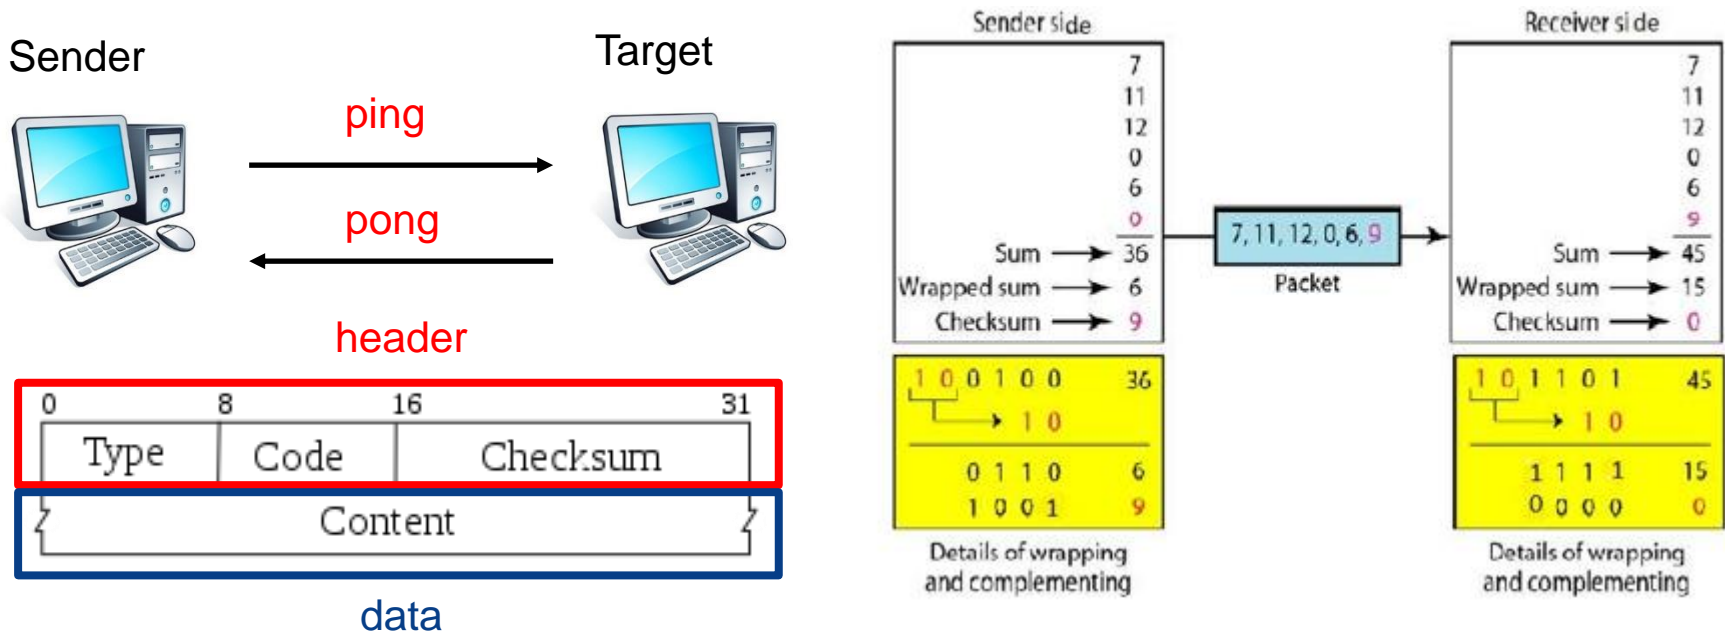 Sender
Target
ping
pong
header
0 8 16 31
Type Code Checksum
Content
data
Sender side
7
11
12
0
6
0
Sum 36
Wrapped sum 6
Checksum 9
1 0 0 1 0 0 36
1 0
0 1 1 0 6
1 0 0 1 9
Details of wrapping
and complementing
7, 11, 12, 0, 6, 9
Packet
Receiver side
7
11
12
0
6
9
Sum 45
Wrapped sum 15
Checksum 0
1 0 1 1 0 1 45
1 0
1 1 1 1 15
0 0 0 0 0
Details of wrapping
and complementing